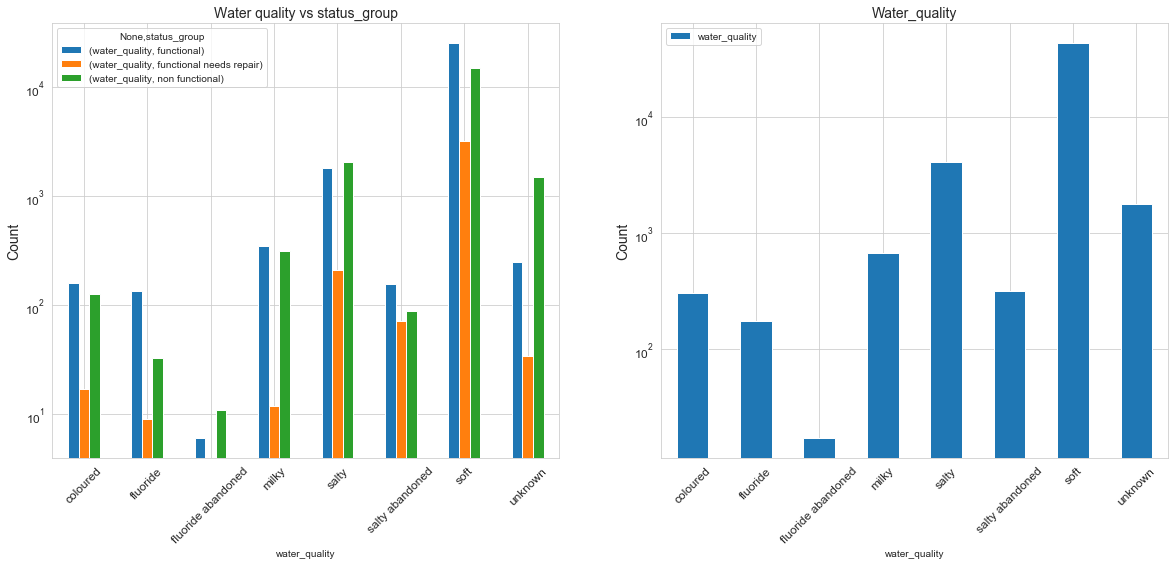 Water quality vs status_group
None,status_group
(water_quality, functional)
(water_quality, functional needs repair)
(water_quality, non functional)
Count
10^4
10^3
10^2
10^1
coloured
fluoride
fluoride abandoned
milky
salty
salty abandoned
soft
unknown
water_quality
Water_quality
water_quality
Count
10^4
10^3
10^2
coloured
fluoride
fluoride abandoned
milky
salty
salty abandoned
soft
unknown
water_quality